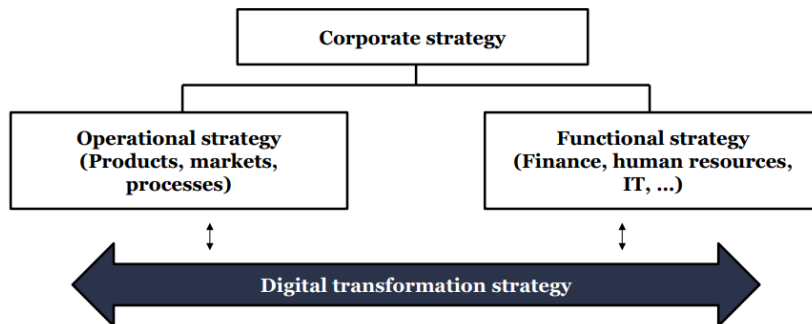 Corporate strategy
Operational strategy
(Products, markets,
processes)
Functional strategy
(Finance, human resources,
IT, ...)
Digital transformation strategy